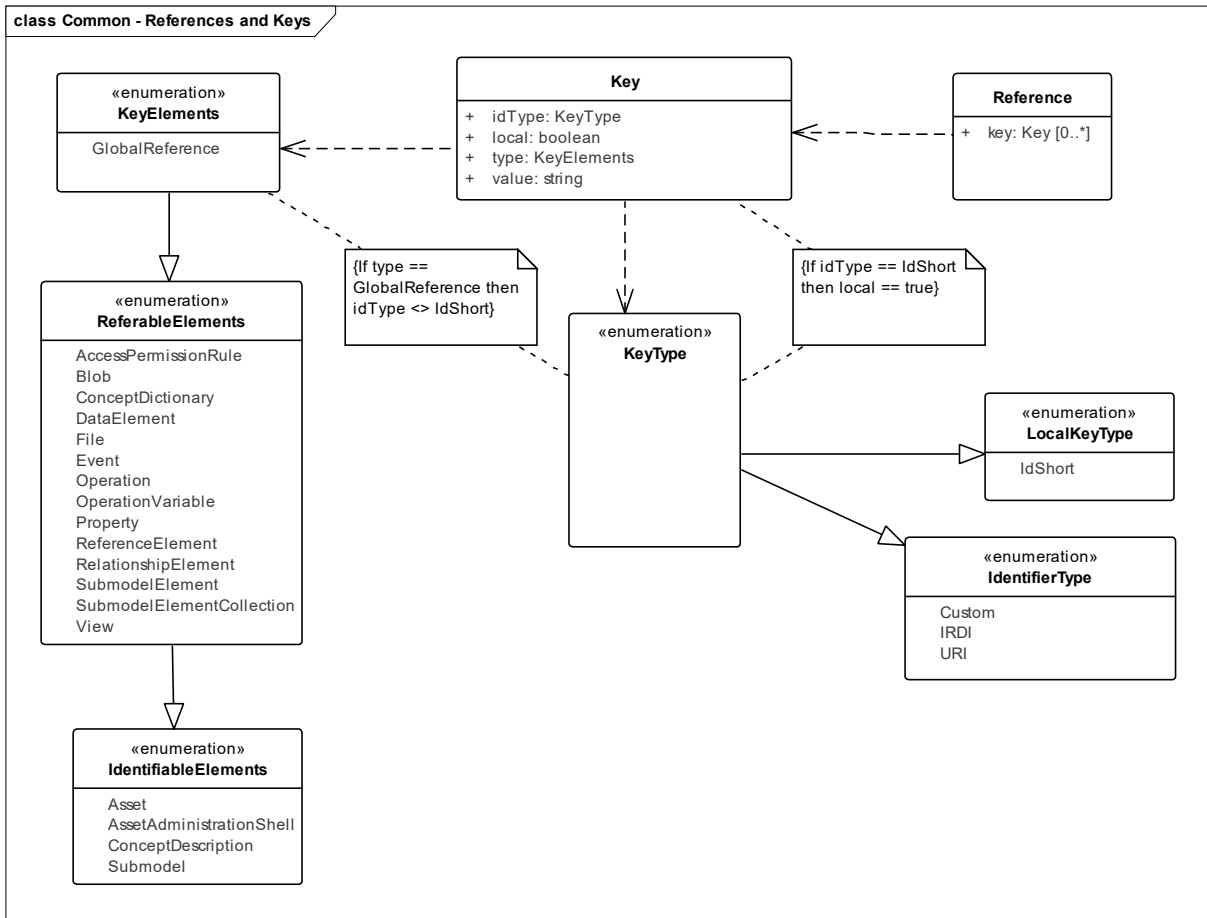 class Common - References and Keys
«enumeration»
KeyElements
GlobalReference
Key
+ idType: KeyType
+ local: boolean
+ type: KeyElements
+ value: string
Reference
+ key: Key [0..*]
{If type ==
GlobalReference then
idType <> IdShort}
{If idType == IdShort
then local == true}
«enumeration»
ReferableElements
AccessPermissionRule
Blob
ConceptDictionary
DataElement
File
Event
Operation
OperationVariable
Property
ReferenceElement
RelationshipElement
SubmodelElement
SubmodelElementCollection
View
«enumeration»
KeyType
«enumeration»
LocalKeyType
IdShort
«enumeration»
IdentifierType
Custom
IRDI
URI
«enumeration»
IdentifiableElements
Asset
AssetAdministrationShell
ConceptDescription
Submodel